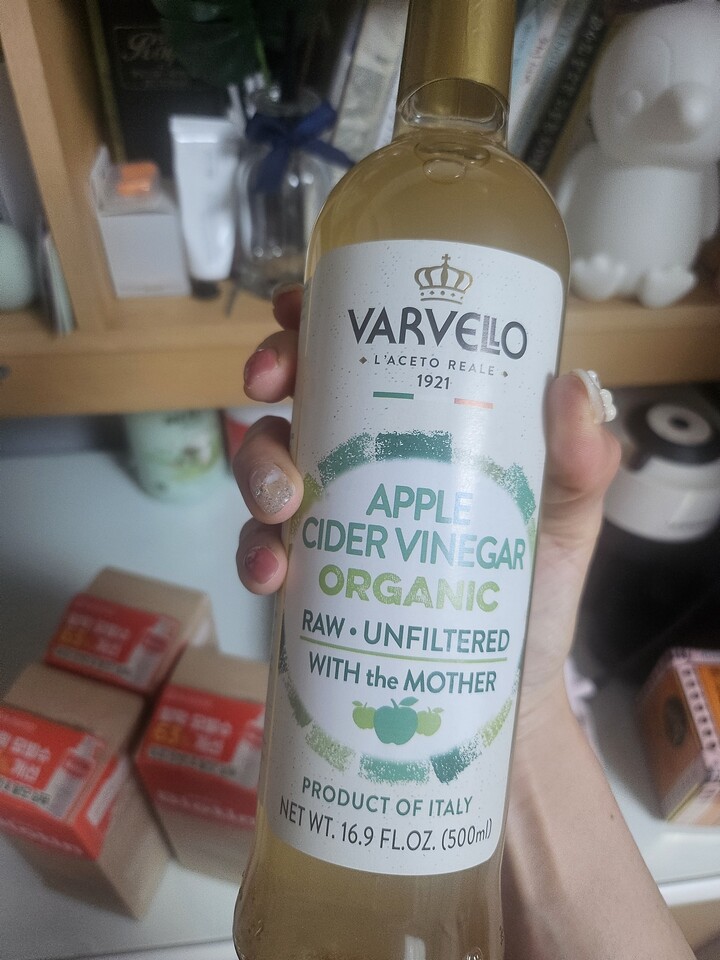 VARVELLO
L'ACETO REALE
1921
APPLE
CIDER VINEGAR
ORGANIC
RAW • UNFILTERED
WITH the MOTHER
PRODUCT OF ITALY
NET WT. 16.9 FL.OZ. (500ml)